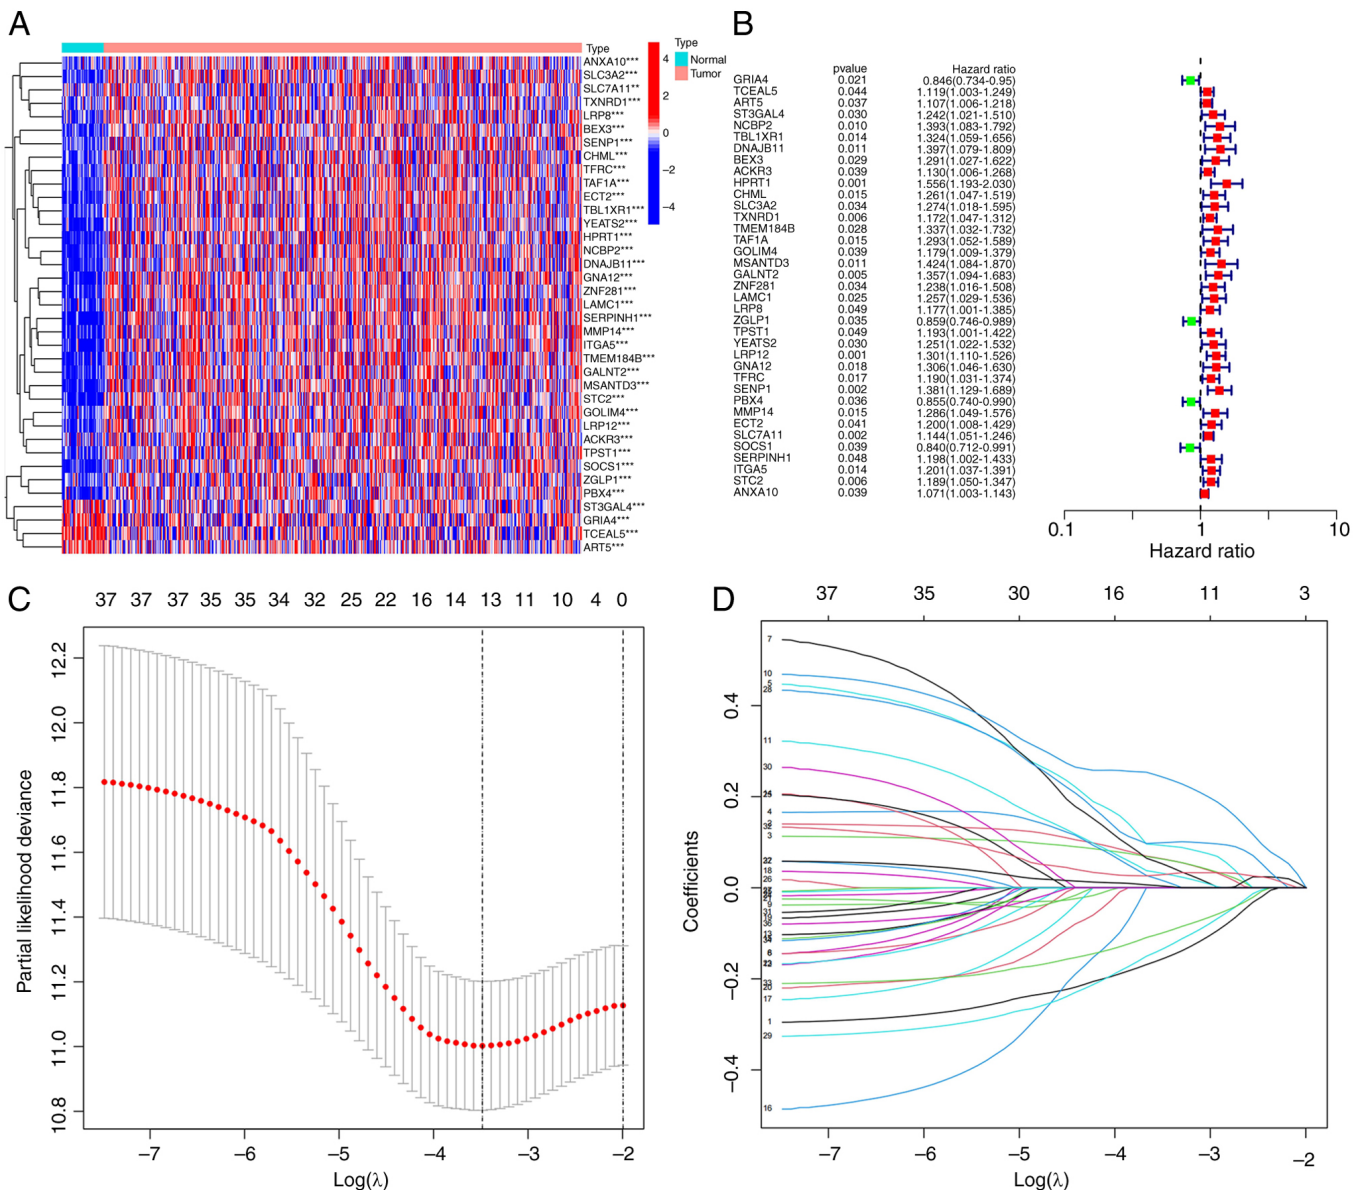 A
Type
ANXA10***
SLC3A2***
SLC7A11**
TXNRD1***
LRP8***
BEX3***
SENP1***
CHML***
TFRC***
TAF1A***
ECT2***
TBL1XR1***
YEATS2***
HPRT1***
NCBP2***
DNAJB11***
GNA12***
ZNF281***
LAMC1***
SERPINH1***
MMP14***
ITGA5***
TMEM184B***
GALNT2***
MSANTD3***
STC2***
GOLIM4***
LRP12***
ACKR3***
TPST1***
SOCS1***
ZGLP1***
PBX4***
ST3GAL4***
GRIA4***
TCEAL5***
ART5***
4
2
0
−2
−4
Type
Normal
Tumor
B
pvalue Hazard ratio
GRIA4 0.021 0.846(0.734-0.95)
TCEAL5 0.044 1.119(1.003-1.249)
ART5 0.037 1.107(1.006-1.218)
ST3GAL4 0.030 1.242(1.021-1.510)
NCBP2 0.010 1.393(1.083-1.792)
TBL1XR1 0.014 1.324(1.059-1.656)
DNAJB11 0.011 1.397(1.079-1.809)
BEX3 0.029 1.291(1.027-1.622)
ACKR3 0.039 1.130(1.006-1.268)
HPRT1 0.001 1.556(1.193-2.030)
CHML 0.015 1.261(1.047-1.519)
SLC3A2 0.034 1.274(1.018-1.595)
TXNRD1 0.006 1.172(1.047-1.312)
TMEM184B 0.028 1.337(1.032-1.732)
TAF1A 0.015 1.293(1.052-1.589)
GOLIM4 0.039 1.179(1.009-1.379)
MSANTD3 0.011 1.424(1.084-1.870)
GALNT2 0.005 1.357(1.094-1.683)
ZNF281 0.034 1.238(1.016-1.508)
LAMC1 0.025 1.257(1.029-1.536)
LRP8 0.049 1.177(1.001-1.385)
ZGLP1 0.035 0.859(0.746-0.989)
TPST1 0.049 1.193(1.001-1.422)
YEATS2 0.030 1.251(1.022-1.532)
LRP12 0.001 1.301(1.110-1.526)
GNA12 0.018 1.306(1.046-1.630)
TFRC 0.017 1.190(1.031-1.374)
SENP1 0.002 1.381(1.129-1.689)
PBX4 0.036 0.855(0.740-0.990)
MMP14 0.015 1.286(1.049-1.576)
ECT2 0.041 1.200(1.008-1.429)
SLC7A11 0.002 1.144(1.051-1.246)
SOCS1 0.039 0.840(0.712-0.991)
SERPINH1 0.048 1.198(1.002-1.433)
ITGA5 0.014 1.201(1.037-1.391)
STC2 0.006 1.189(1.050-1.347)
ANXA10 0.039 1.071(1.003-1.143)
0.1 1 10
Hazard ratio
C
37 37 37 35 35 34 32 25 22 16 14 13 11 10 4 0
12.2
12.0
11.8
11.6
11.4
11.2
11.0
10.8
Partial likelihood deviance
−7 −6 −5 −4 −3 −2
Log(λ)
D
37 35 30 16 11 3
0.4
0.2
0.0
−0.2
−0.4
Coefficients
7
10
5
28
11
30
4
3
18
26
9
17
1
29
16
−7 −6 −5 −4 −3 −2
Log(λ)